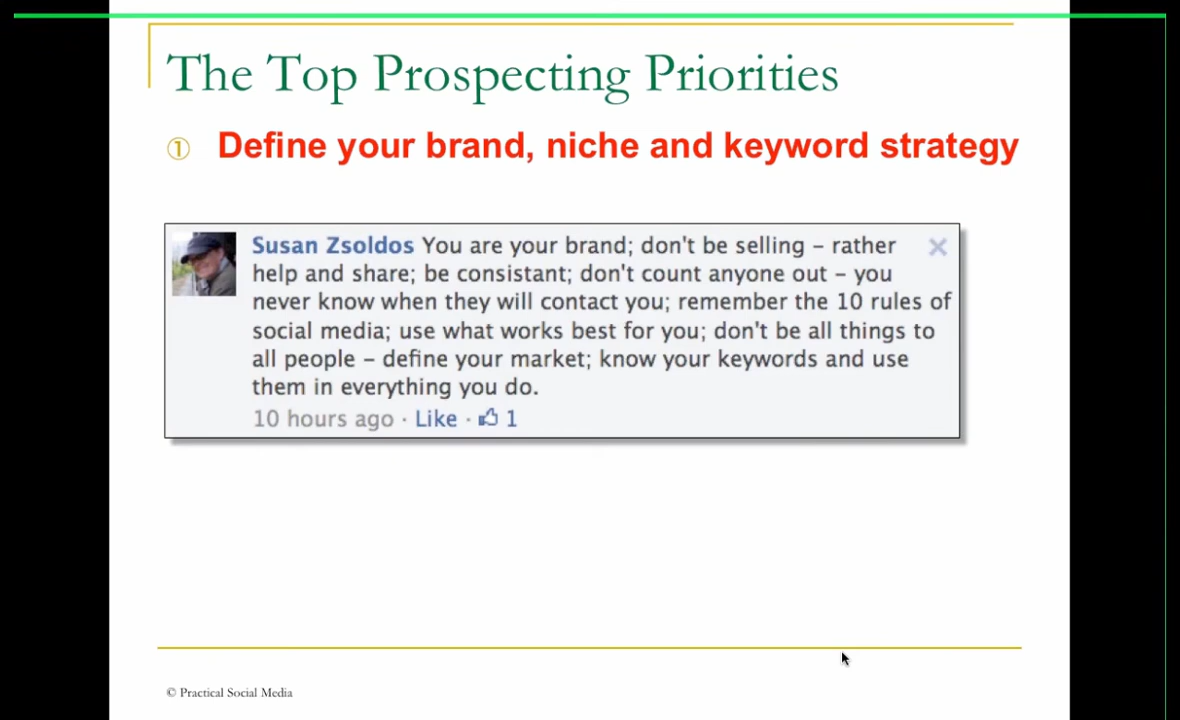 The Top Prospecting Priorities
① Define your brand, niche and keyword strategy
Susan Zsoldos You are your brand; don't be selling – rather
help and share; be consistant; don't count anyone out – you
never know when they will contact you; remember the 10 rules of
social media; use what works best for you; don't be all things to
all people – define your market; know your keywords and use
them in everything you do.
10 hours ago · Like · 1
© Practical Social Media